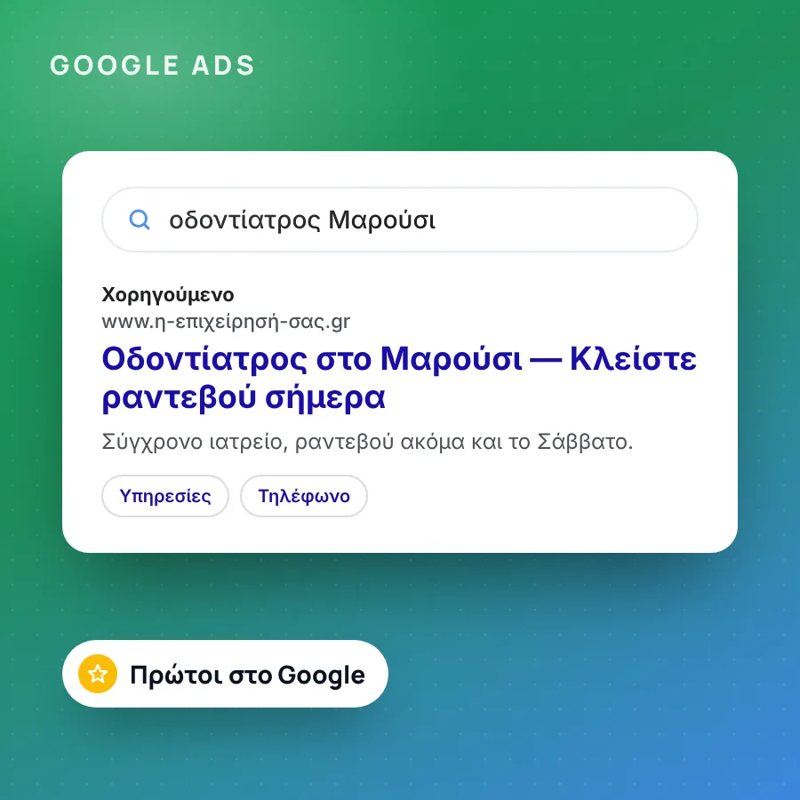 GOOGLE ADS
οδοντίατρος Μαρούσι
Χορηγούμενο
www.η-επιχείρησή-σας.gr
Οδοντίατρος στο Μαρούσι — Κλείστε
ραντεβού σήμερα
Σύγχρονο ιατρείο, ραντεβού ακόμα και το Σάββατο.
Υπηρεσίες Τηλέφωνο
Πρώτοι στο Google